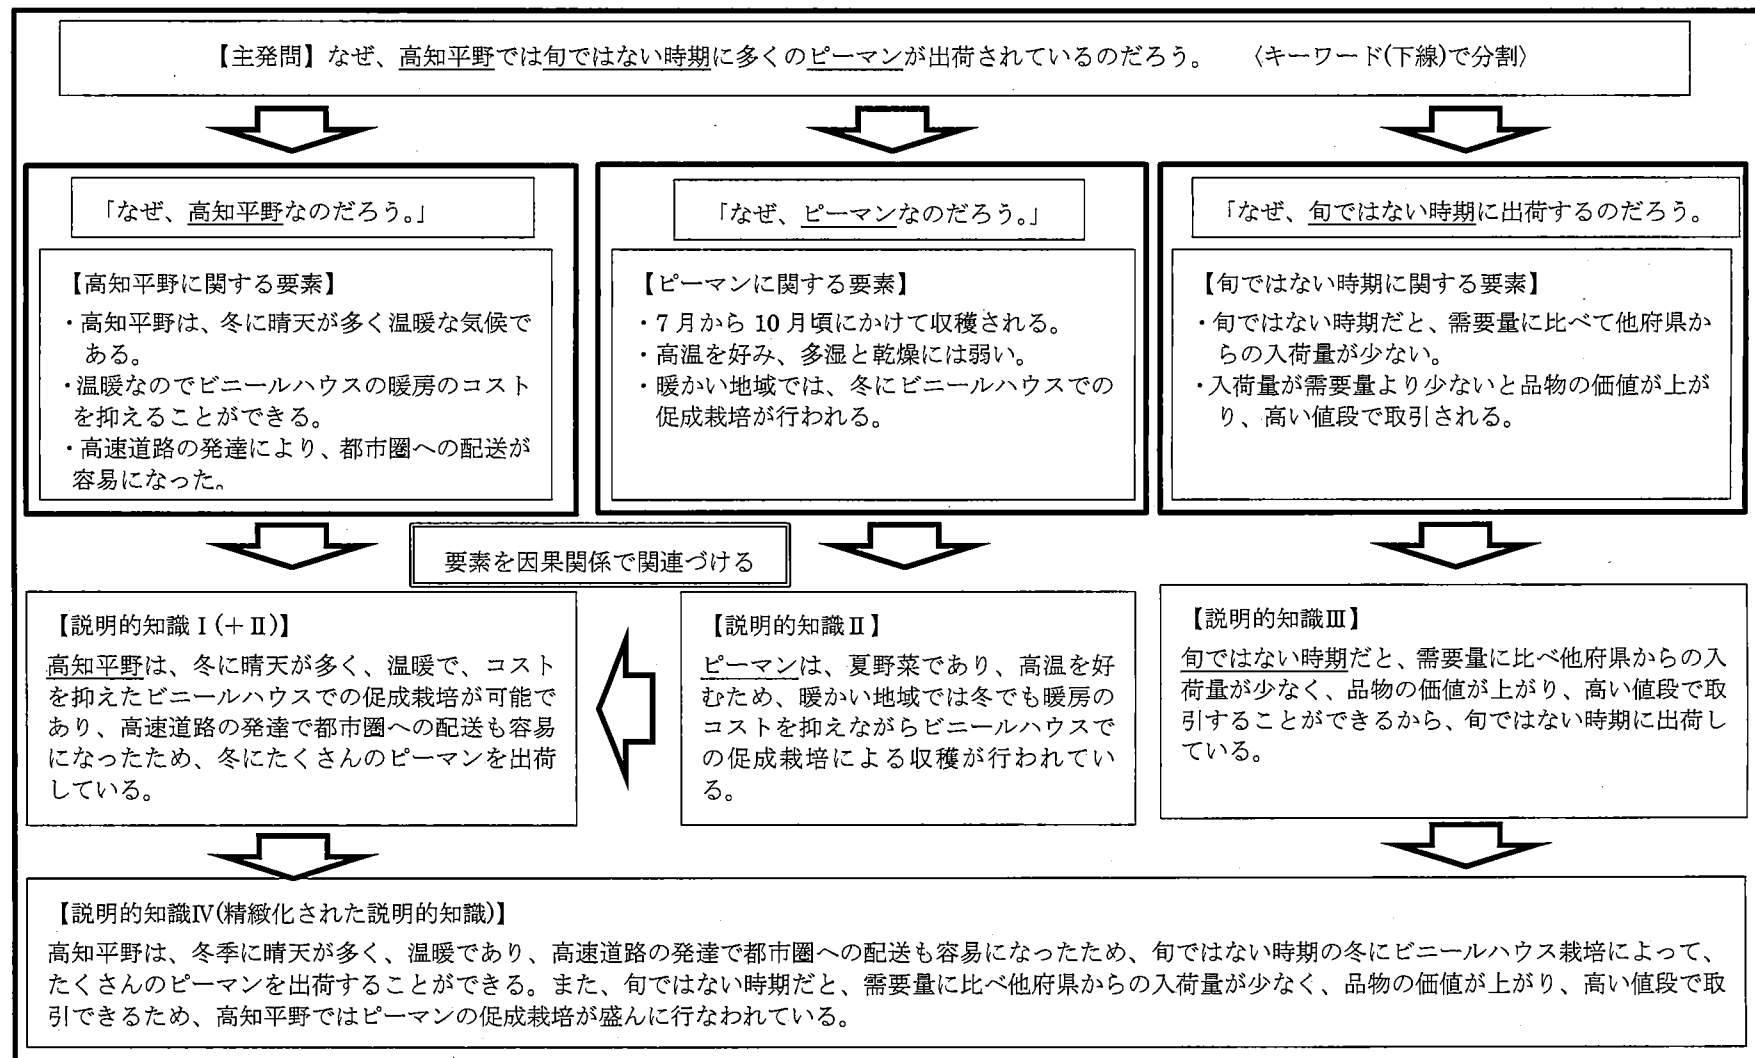 【主発問】なぜ、高知平野では旬ではない時期に多くのピーマンが出荷されているのだろう。　〈キーワード(下線)で分割〉
「なぜ、高知平野なのだろう。」
【高知平野に関する要素】
・高知平野は、冬に晴天が多く温暖な気候で
ある。
・温暖なのでビニールハウスの暖房のコスト
を抑えることができる。
・高速道路の発達により、都市圏への配送が
容易になった。
「なぜ、ピーマンなのだろう。」
【ピーマンに関する要素】
・7月から10月頃にかけて収穫される。
・高温を好み、多湿と乾燥には弱い。
・暖かい地域では、冬にビニールハウスでの
促成栽培が行われる。
「なぜ、旬ではない時期に出荷するのだろう。
【旬ではない時期に関する要素】
・旬ではない時期だと、需要量に比べて他府県か
らの入荷量が少ない。
・入荷量が需要量より少ないと品物の価値が上が
り、高い値段で取引される。
要素を因果関係で関連づける
【説明的知識Ⅰ(＋Ⅱ)】
高知平野は、冬に晴天が多く、温暖で、コスト
を抑えたビニールハウスでの促成栽培が可能で
あり、高速道路の発達で都市圏への配送も容易
になったため、冬にたくさんのピーマンを出荷
している。
【説明的知識Ⅱ】
ピーマンは、夏野菜であり、高温を好
むため、暖かい地域では冬でも暖房の
コストを抑えながらビニールハウスで
の促成栽培による収穫が行われてい
る。
【説明的知識Ⅲ】
旬ではない時期だと、需要量に比べ他府県からの入
荷量が少なく、品物の価値が上がり、高い値段で取
引することができるから、旬ではない時期に出荷し
ている。
【説明的知識Ⅳ(精緻化された説明的知識)】
高知平野は、冬季に晴天が多く、温暖であり、高速道路の発達で都市圏への配送も容易になったため、旬ではない時期の冬にビニールハウス栽培によって、
たくさんのピーマンを出荷することができる。また、旬ではない時期だと、需要量に比べ他府県からの入荷量が少なく、品物の価値が上がり、高い値段で取
引できるため、高知平野ではピーマンの促成栽培が盛んに行なわれている。